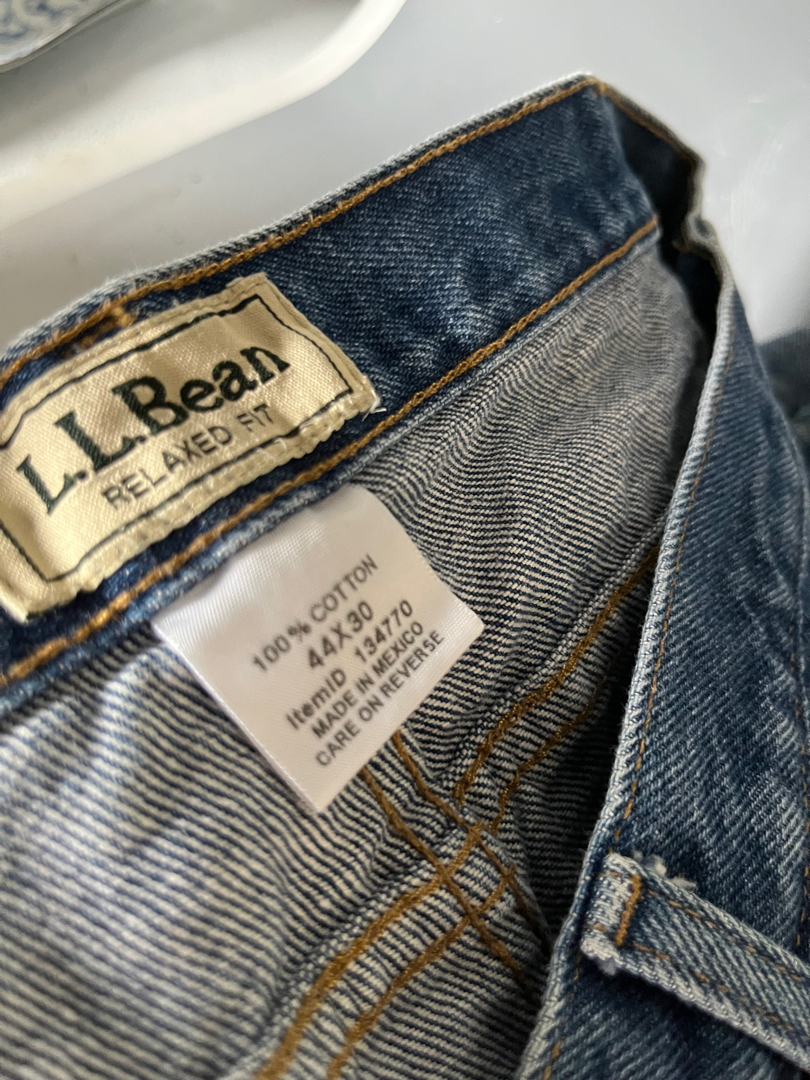 L.L.Bean
RELAXED FIT
100% COTTON
44X30
ItemID 134770
MADE IN MEXICO
CARE ON REVERSE